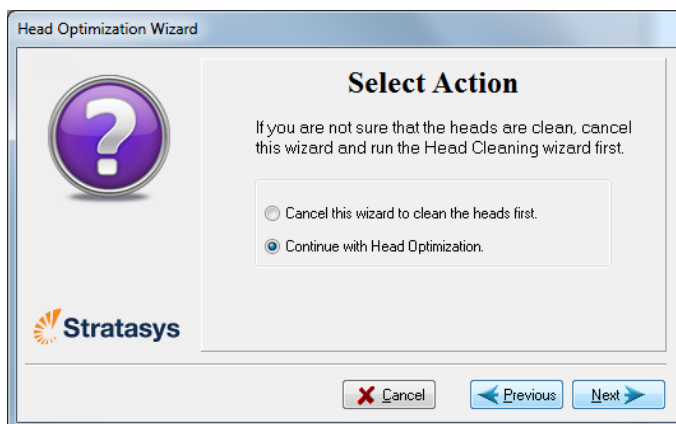 Head Optimization Wizard
Select Action
If you are not sure that the heads are clean, cancel
this wizard and run the Head Cleaning wizard first.
Cancel this wizard to clean the heads first.
Continue with Head Optimization.
Stratasys
Cancel
Previous
Next